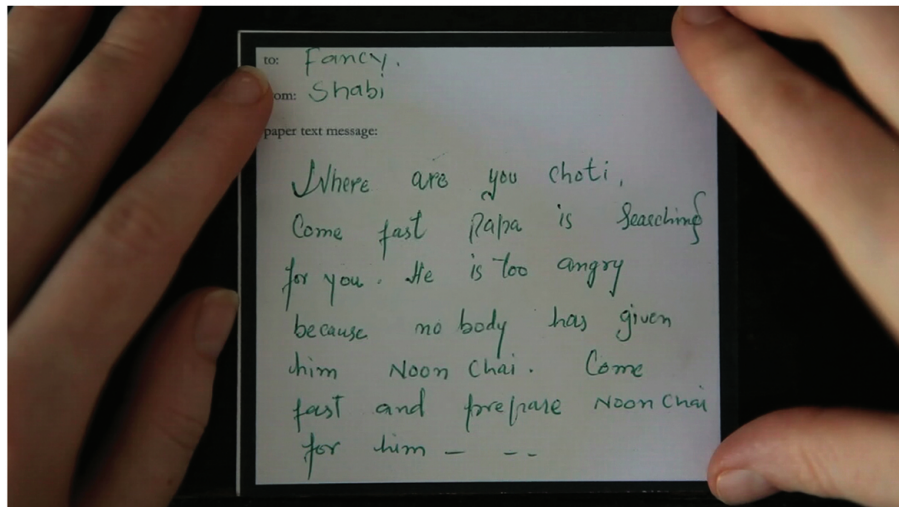 to: Fancy.
om: Shabi
paper text message:
Where are you choti,
Come fast Papa is Searching
for you. He is too angry
because no body has given
him Noon Chai. Come
fast and prepare Noon Chai
for him — - -